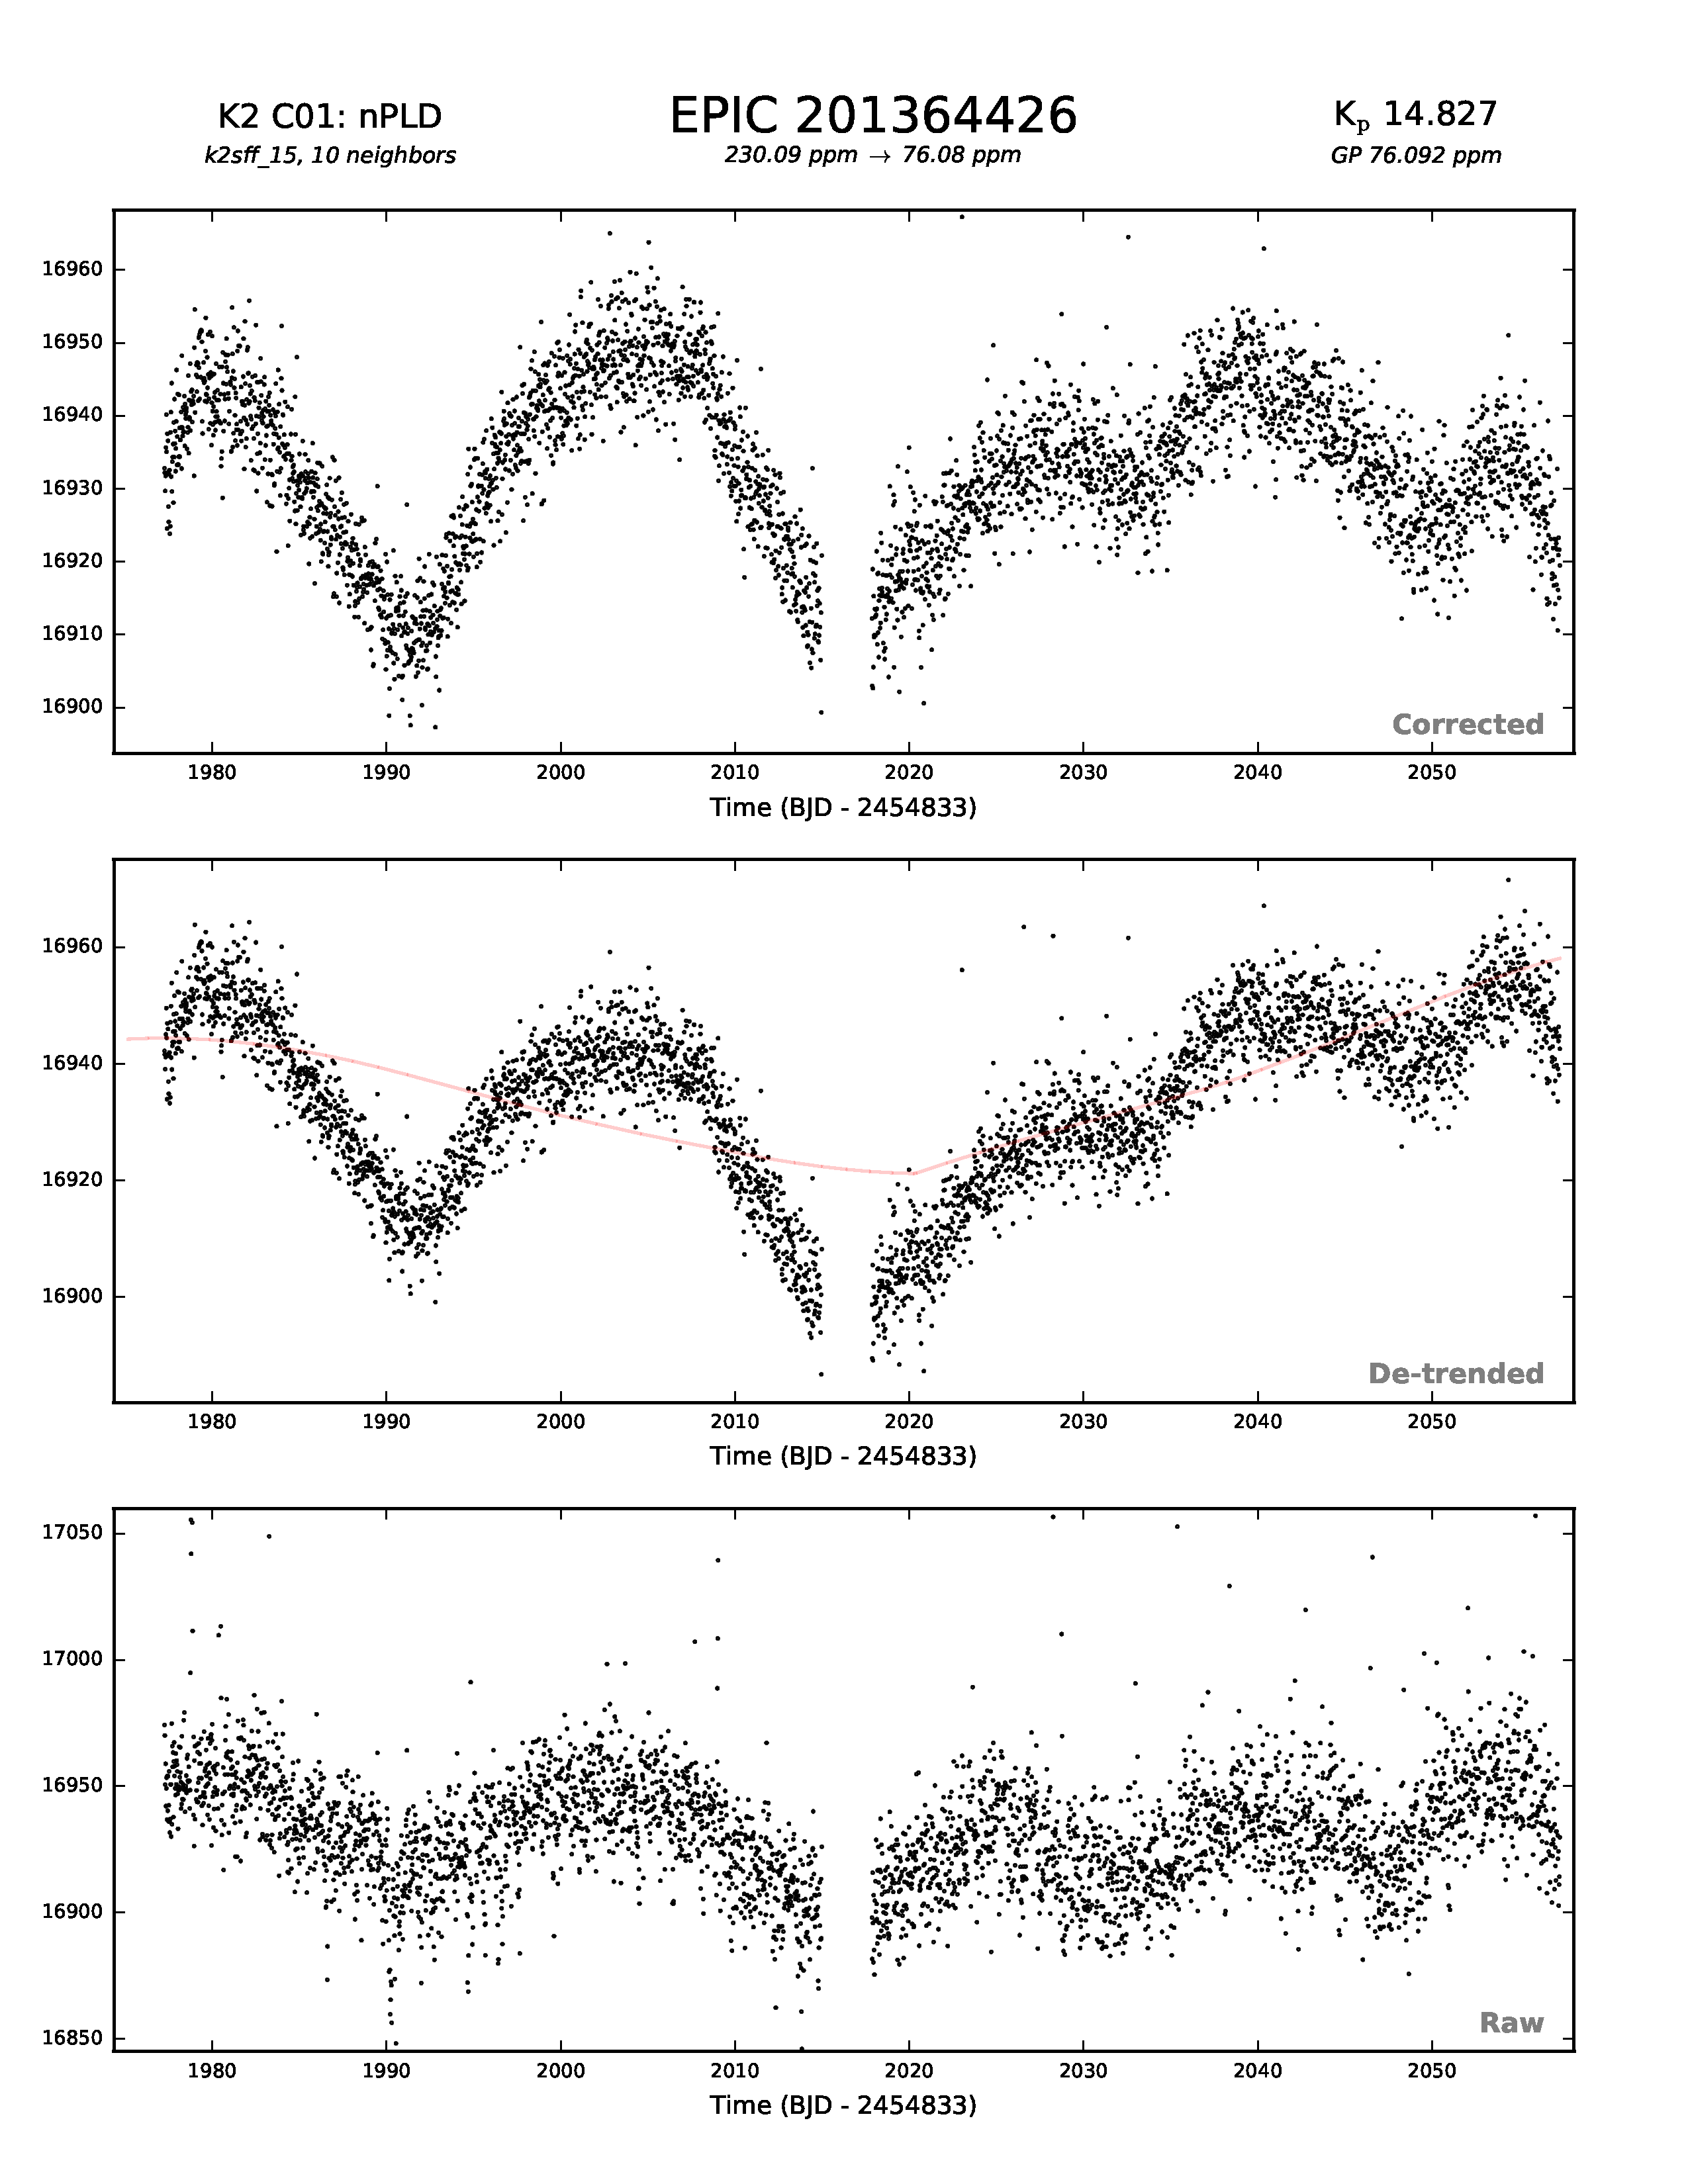 K2 C01: nPLD
EPIC 201364426
Kp 14.827
k2sff_15, 10 neighbors
230.09 ppm → 76.08 ppm
GP 76.092 ppm
16960
16950
16940
16930
16920
16910
16900
Corrected
1980 1990 2000 2010 2020 2030 2040 2050
Time (BJD - 2454833)
16960
16940
16920
16900
De-trended
1980 1990 2000 2010 2020 2030 2040 2050
Time (BJD - 2454833)
17050
17000
16950
16900
16850
Raw
1980 1990 2000 2010 2020 2030 2040 2050
Time (BJD - 2454833)